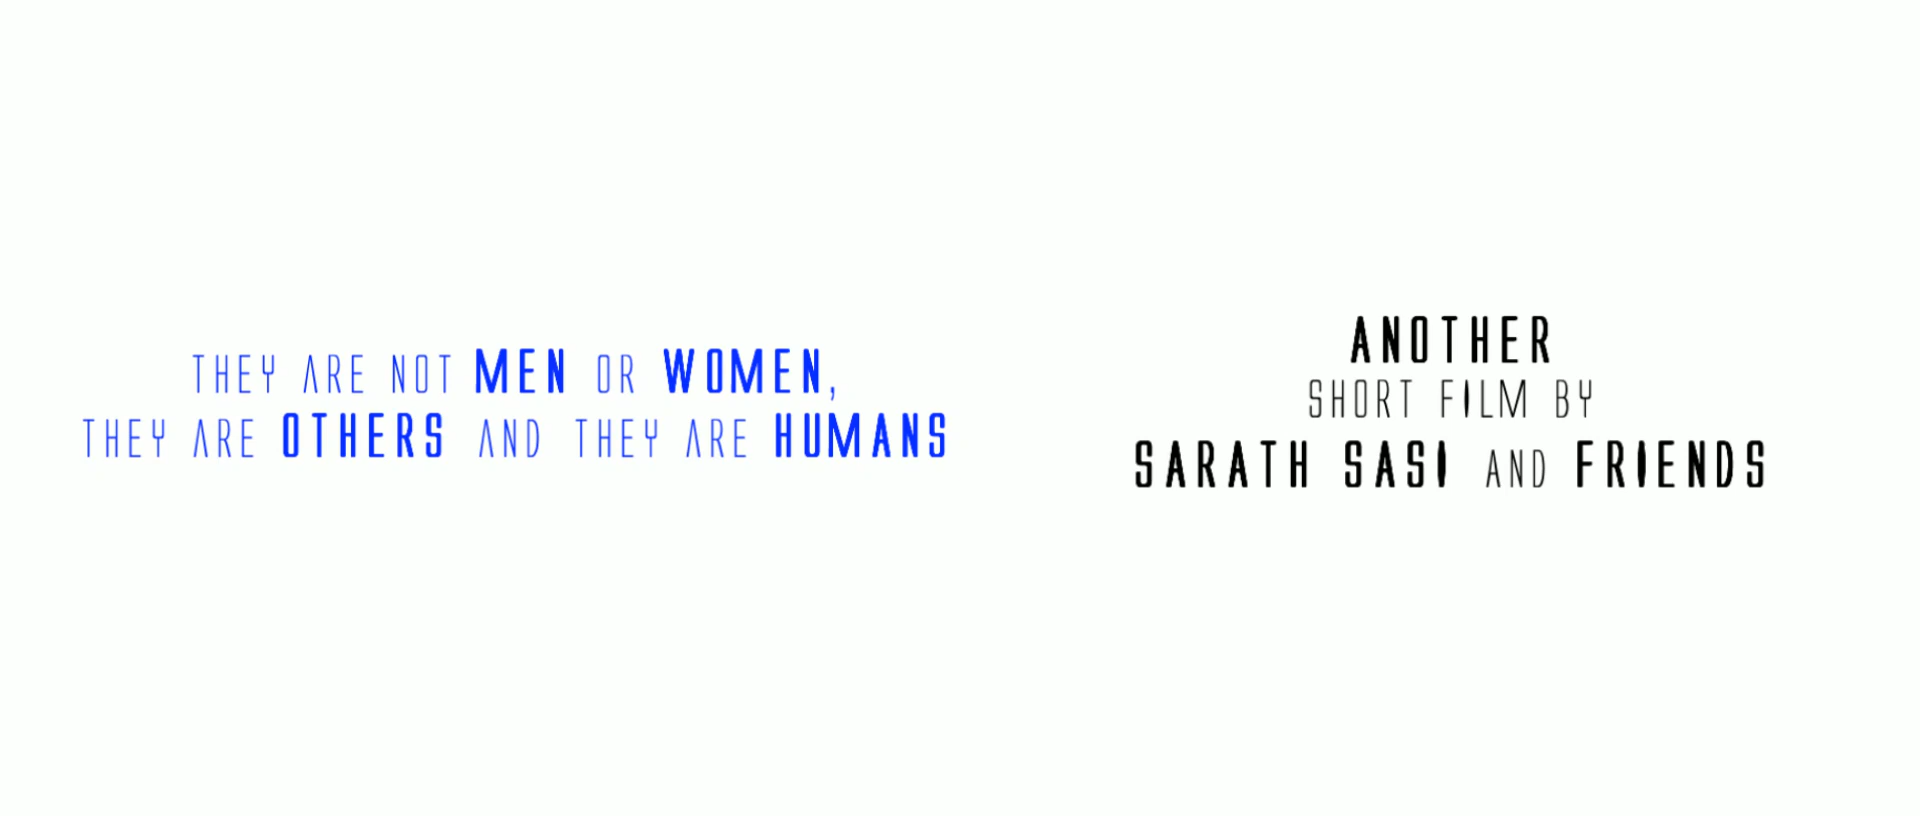 THEY ARE NOT MEN OR WOMEN,
THEY ARE OTHERS AND THEY ARE HUMANS
ANOTHER
SHORT FILM BY
SARATH SASI AND FRIENDS